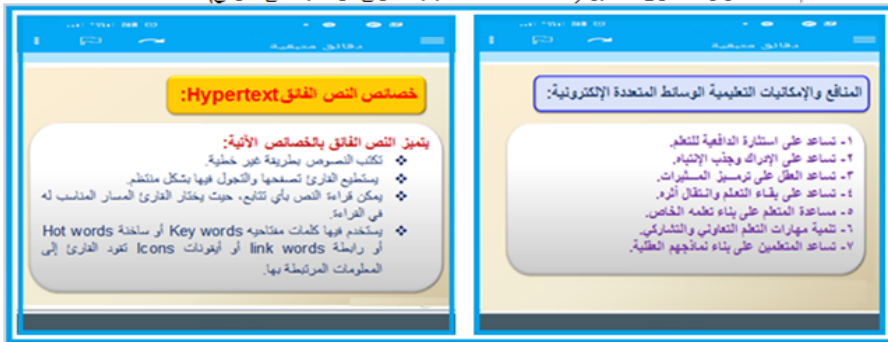 دقائق متبقية
المنافع والإمكانيات التعليمية الوسائط المتعددة الإلكترونية:
١- تساعد على استثارة الدافعية للتعلم.
٢- تساعد على الإدراك وجذب الإنتباه.
٣- تساعد العقل على ترميز المثيرات.
٤- تساعد على بقاء التعلم وانتقال أثره.
٥- مساعدة المتعلم على بناء تعلمه الخاص.
٦- تنمية مهارات التعلم التعاوني والتشاركي.
٧- تساعد المتعلمين على بناء نماذجهم العقلية.
دقائق متبقية
خصائص النص الفائق Hypertext:
يتميز النص الفائق بالخصائص الآتية:
❖ تكتب النصوص بطريقة غير خطية.
❖ يستطيع القارئ تصفحها والتجول فيها بشكل منتظم.
❖ يمكن قراءة النص بأي تتابع، حيث يختار القارئ المسار المناسب له
في القراءة.
❖ يستخدم فيها كلمات مفتاحيه Key words أو ساخنة Hot words
أو رابطة link words أو أيقونات Icons تقود القارئ إلى
المعلومات المرتبطة بها.